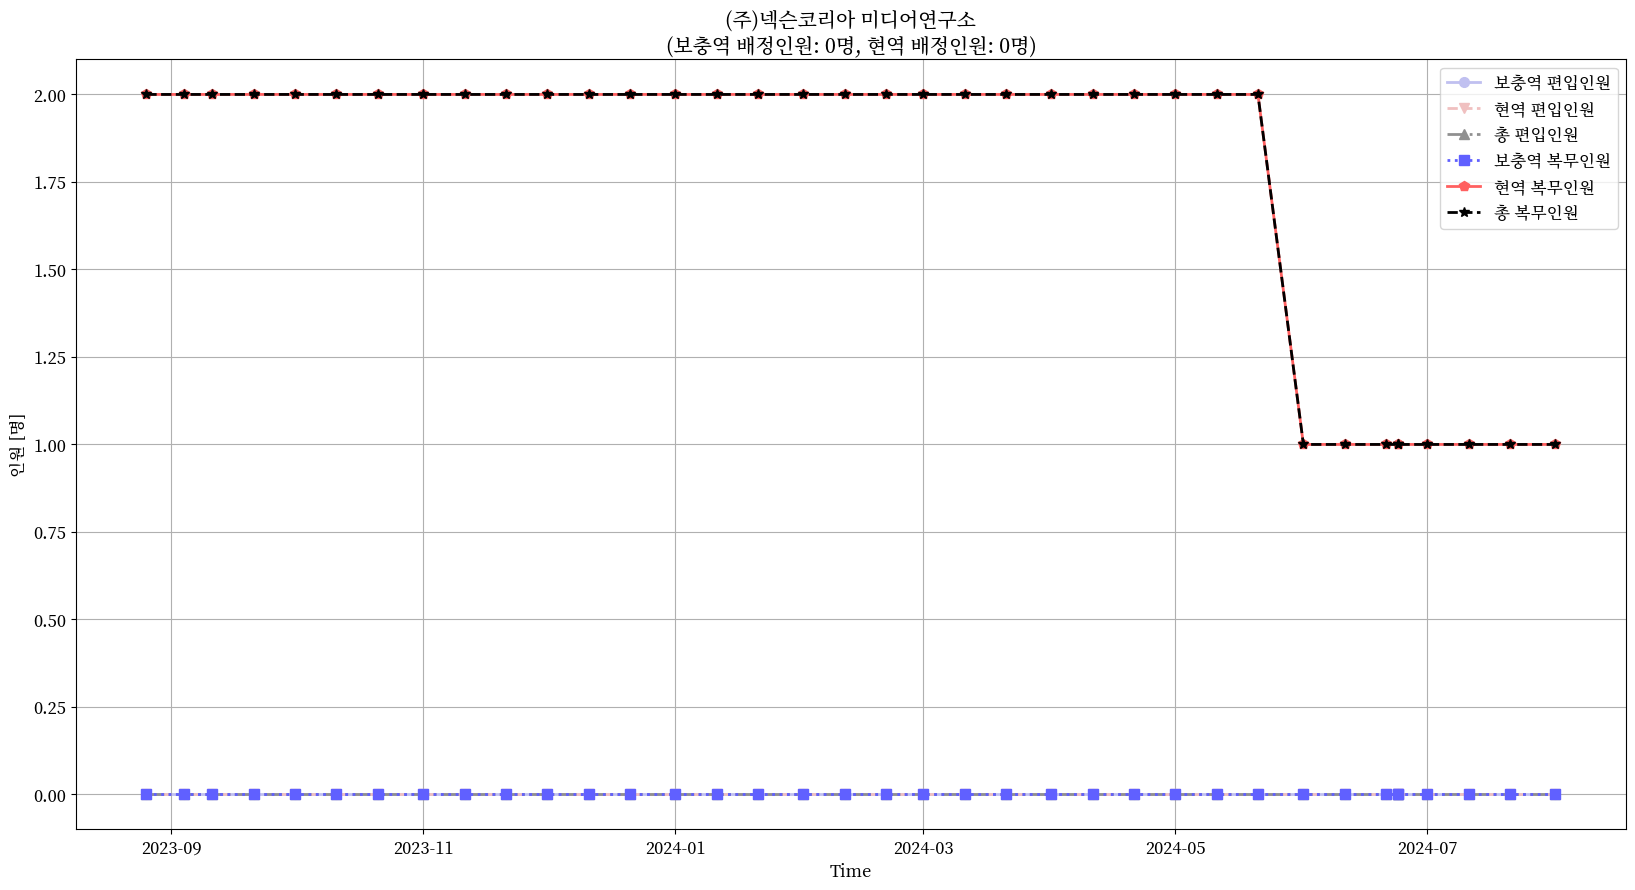 (주)넥슨코리아 미디어연구소
(보충역 배정인원: 0명, 현역 배정인원: 0명)
보충역 편입인원
현역 편입인원
총 편입인원
보충역 복무인원
현역 복무인원
총 복무인원
인원 [명]
2.00
1.75
1.50
1.25
1.00
0.75
0.50
0.25
0.00
2023-09 2023-11 2024-01 2024-03 2024-05 2024-07
Time